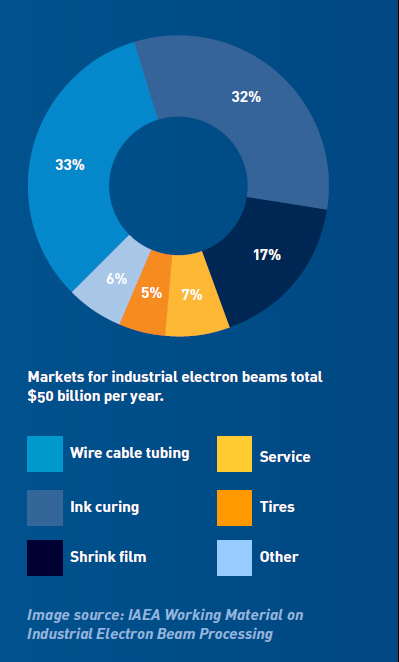 32%
33%
17%
6%
5%
7%
Markets for industrial electron beams total
$50 billion per year.
Wire cable tubing
Service
Ink curing
Tires
Shrink film
Other
Image source: IAEA Working Material on
Industrial Electron Beam Processing